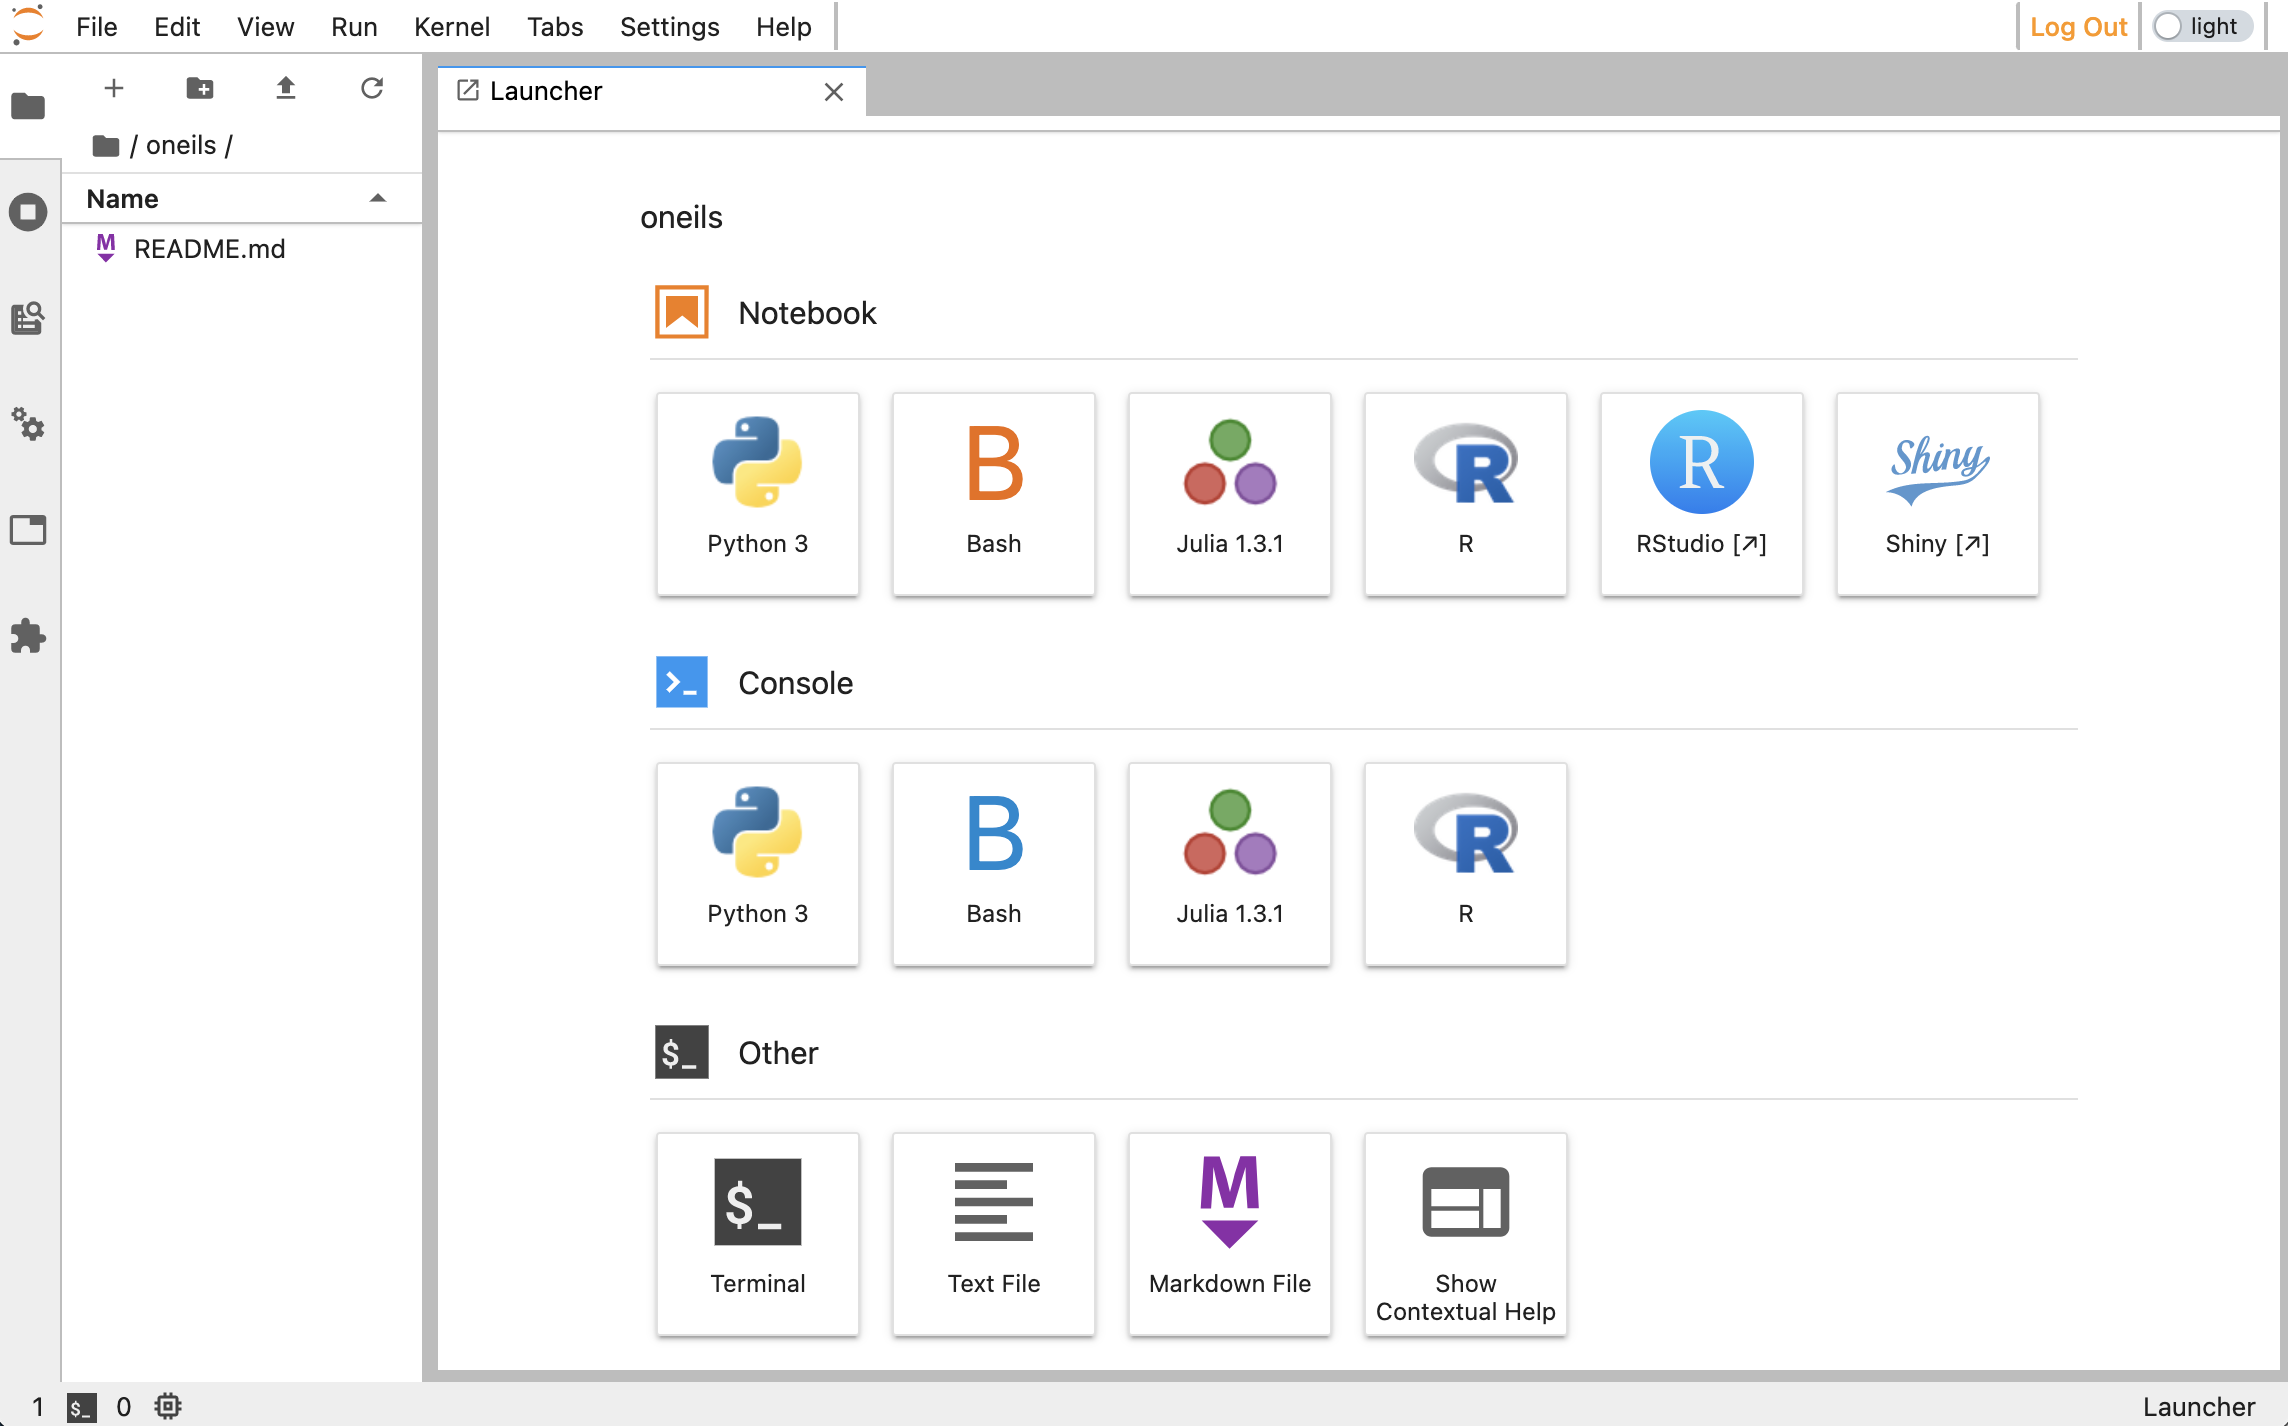 File Edit View Run Kernel Tabs Settings Help
Log Out light
Launcher
/ oneils /
Name
M README.md
oneils
Notebook
B R Shiny
Python 3 Bash Julia 1.3.1 R RStudio [↗] Shiny [↗]
>_ Console
B R
Python 3 Bash Julia 1.3.1 R
$_ Other
$_ M
Terminal Text File Markdown File Show
Contextual Help
1 $_ 0 Launcher